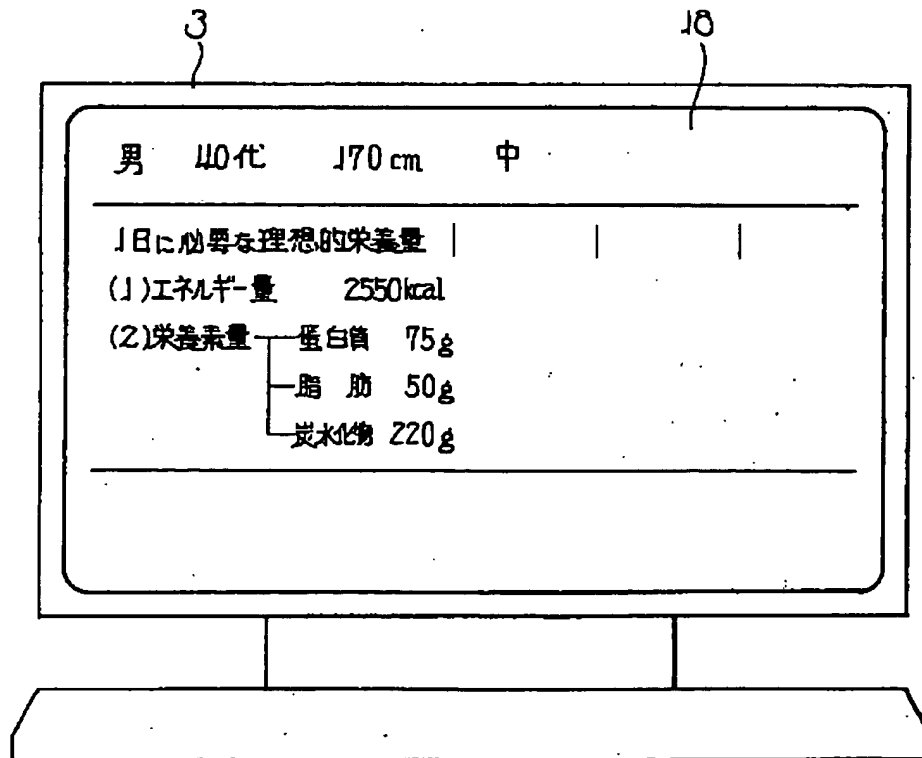 3 18
男 40代 170cm 中
1日に必要な理想的栄養量
(1)エネルギー量 2550kcal
(2)栄養素量 蛋白質 75g
脂肪 50g
炭水化物 220g